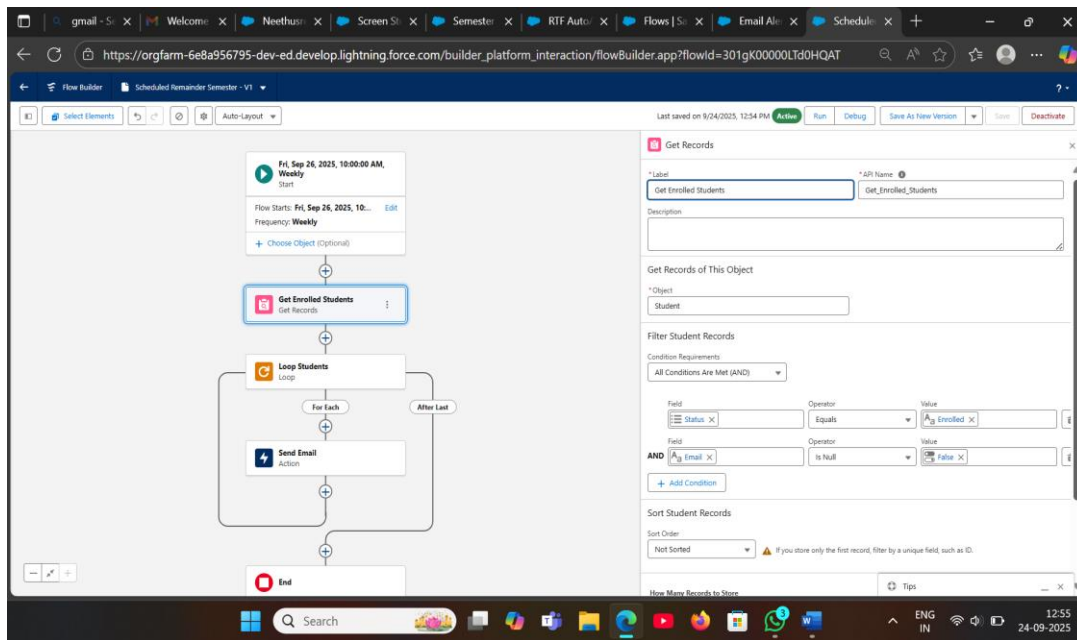 gmail - Se
Welcome
Neethusr
Screen St
Semester
RTF Auto
Flows | Sa
Email Ale
Schedule
https://orgfarm-6e8a956795-dev-ed.develop.lightning.force.com/builder_platform_interaction/flowBuilder.app?flowId=301gK00000LTd0HQAT
Flow Builder
Scheduled Remainder Semester - V1
?
Select Elements
Auto-Layout
Last saved on 9/24/2025, 12:54 PM
Active
Run
Debug
Save As New Version
Save
Deactivate
Fri, Sep 26, 2025, 10:00:00 AM,
Weekly
Start
Flow Starts: Fri, Sep 26, 2025, 10:...
Edit
Frequency: Weekly
+ Choose Object (Optional)
Get Enrolled Students
Get Records
Loop Students
Loop
For Each
After Last
Send Email
Action
End
Get Records
*Label
*API Name
Get Enrolled Students
Get_Enrolled_Students
Description
Get Records of This Object
*Object
Student
Filter Student Records
Condition Requirements
All Conditions Are Met (AND)
Field Operator Value
Status Equals Enrolled
Field Operator Value
AND Email Is Null False
+ Add Condition
Sort Student Records
Sort Order
Not Sorted
If you store only the first record, filter by a unique field, such as ID.
How Many Records to Store
Tips
Search
3
ENG
IN
12:55
24-09-2025